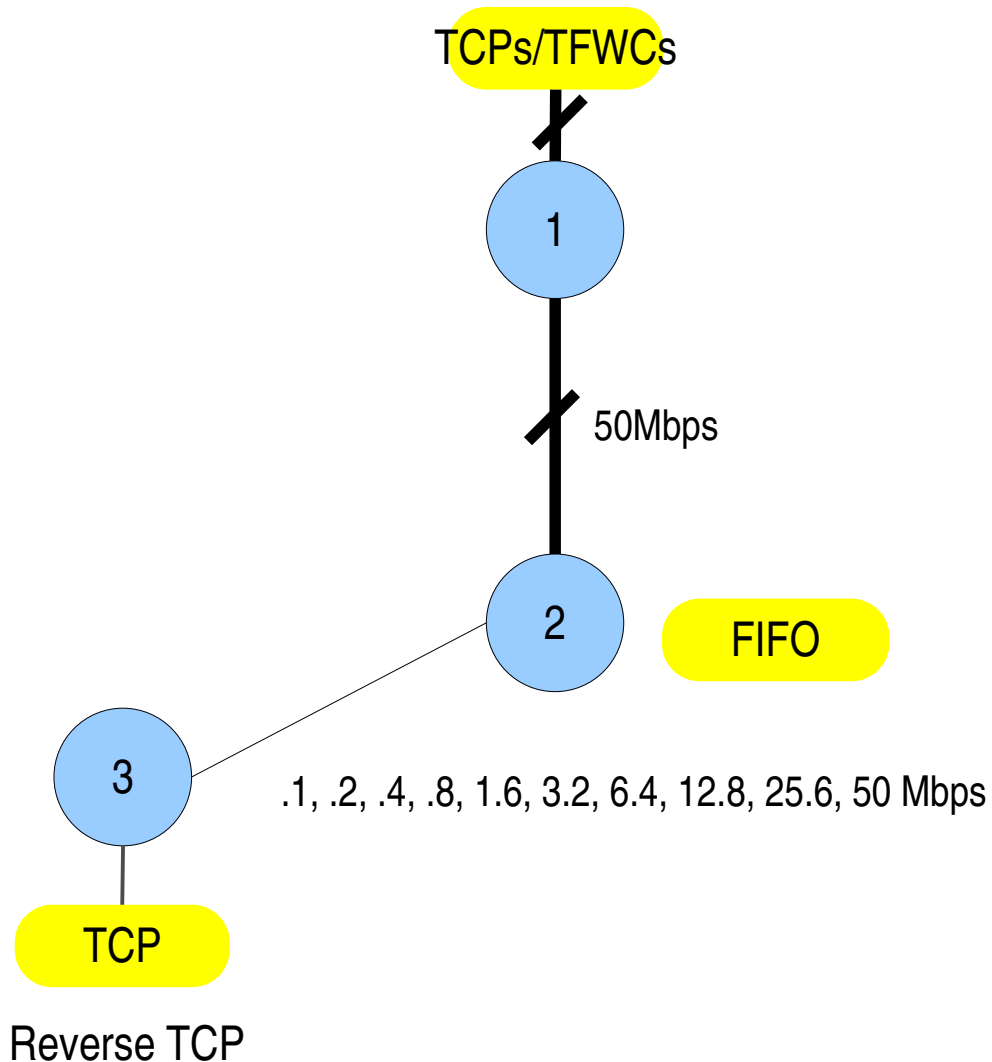 TCPs/TFWCs
1
50Mbps
2
FIFO
3
.1, .2, .4, .8, 1.6, 3.2, 6.4, 12.8, 25.6, 50 Mbps
TCP
Reverse TCP